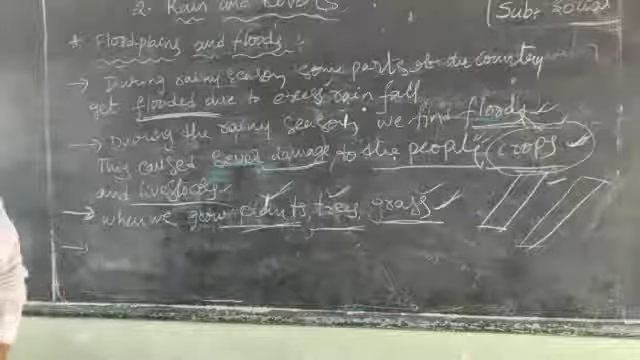 2. Rain and Rivers
Sub: Social
* Flood plains and floods :
→ During rainy season, some parts of the country
get flooded due to excess rain fall.
→ During the rainy season, we find floods
This caused sever damage to the people, crops
and livestocks.
→ When we grow plants, trees, grass
→